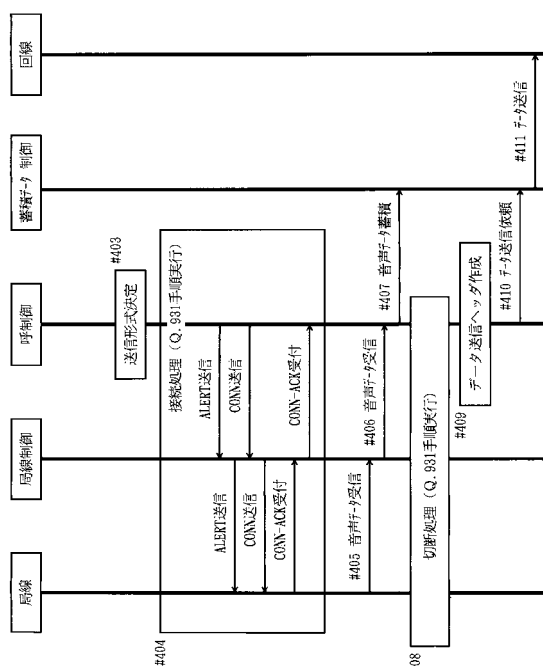 局線
局線制御
呼制御
蓄積データ制御
回線
#403
送信形式決定
#404
接続処理(Q.931手順実行)
ALERT送信
ALERT送信
CONN送信
CONN送信
CONN-ACK受付
CONN-ACK受付
#405 音声データ受信
#406 音声データ受信
#407 音声データ蓄積
08
切断処理(Q.931手順実行)
#409
データ送信ヘッダ作成
#410 データ送信依頼
#411 データ送信